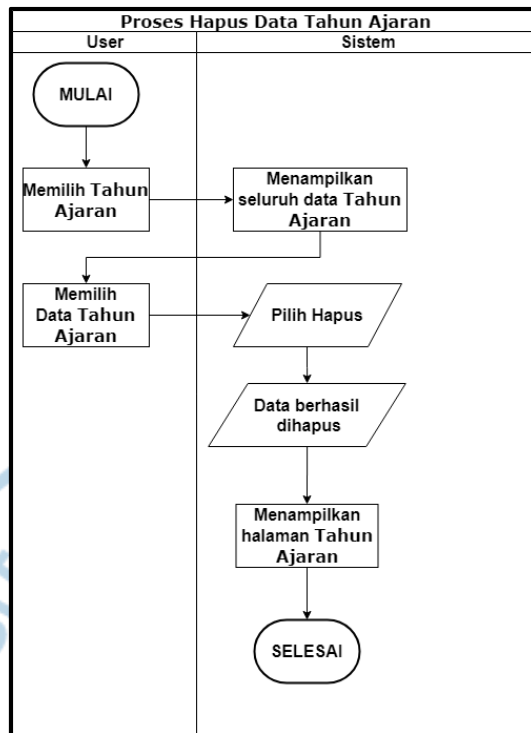 Proses Hapus Data Tahun Ajaran
User
Sistem
MULAI
Memilih Tahun
Ajaran
Menampilkan
seluruh data Tahun
Ajaran
Memilih
Data Tahun
Ajaran
Pilih Hapus
Data berhasil
dihapus
Menampilkan
halaman Tahun
Ajaran
SELESAI